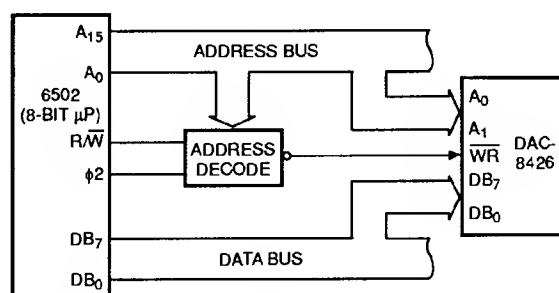 A15
ADDRESS BUS
A0
6502
(8-BIT μP)
R/W̅
ADDRESS
DECODE
ϕ2
DB7
DATA BUS
DB0
A0
A1
W̅R̅
DAC-
8426
DB7
DB0